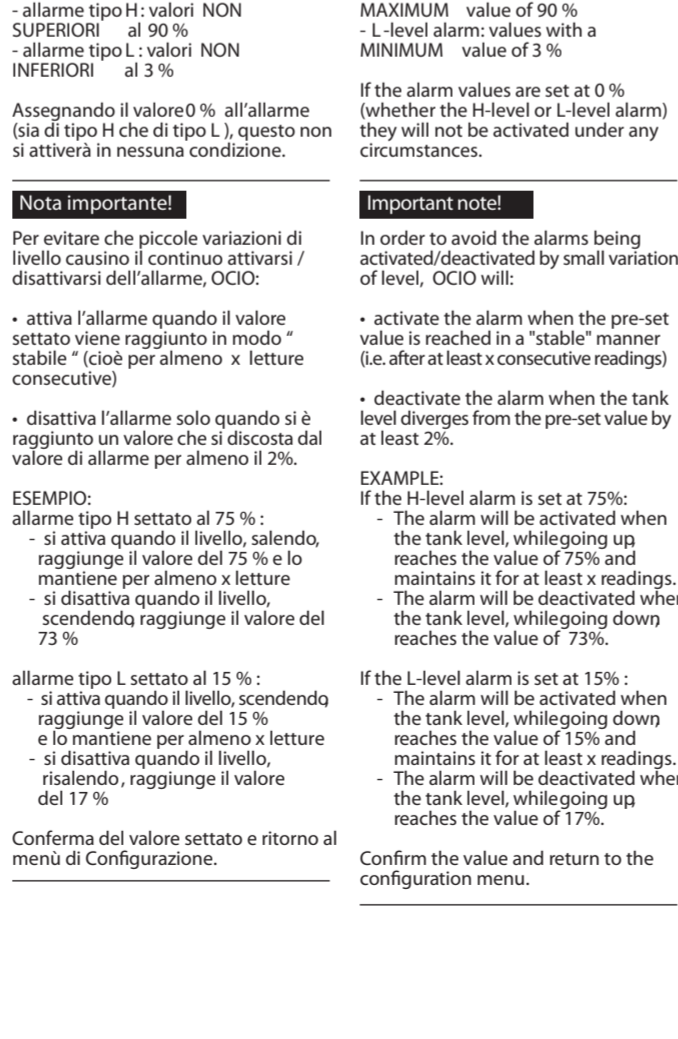 - allarme tipo H : valori NON
SUPERIORI al 90 %
- allarme tipo L : valori NON
INFERIORI al 3 %
Assegnando il valore 0 % all'allarme
(sia di tipo H che di tipo L ), questo non
si attiverà in nessuna condizione.
Nota importante!
Per evitare che piccole variazioni di
livello causino il continuo attivarsi /
disattivarsi dell'allarme, OCIO:
• attiva l'allarme quando il valore
settato viene raggiunto in modo “
stabile “ (cioè per almeno x letture
consecutive)
• disattiva l'allarme solo quando si è
raggiunto un valore che si discosta dal
valore di allarme per almeno il 2%.
ESEMPIO:
allarme tipo H settato al 75 % :
- si attiva quando il livello, salendo,
raggiunge il valore del 75 % e lo
mantiene per almeno x letture
- si disattiva quando il livello,
scendendo, raggiunge il valore del
73 %
allarme tipo L settato al 15 % :
- si attiva quando il livello, scendendo,
raggiunge il valore del 15 %
e lo mantiene per almeno x letture
- si disattiva quando il livello,
risalendo , raggiunge il valore
del 17 %
Conferma del valore settato e ritorno al
menù di Configurazione.
MAXIMUM value of 90 %
- L -level alarm: values with a
MINIMUM value of 3 %
If the alarm values are set at 0 %
(whether the H-level or L-level alarm)
they will not be activated under any
circumstances.
Important note!
In order to avoid the alarms being
activated/deactivated by small variation
of level, OCIO will:
• activate the alarm when the pre-set
value is reached in a "stable" manner
(i.e. after at least x consecutive readings)
• deactivate the alarm when the tank
level diverges from the pre-set value by
at least 2%.
EXAMPLE:
If the H-level alarm is set at 75%:
- The alarm will be activated when
the tank level, while going up,
reaches the value of 75% and
maintains it for at least x readings.
- The alarm will be deactivated when
the tank level, while going down,
reaches the value of 73%.
If the L-level alarm is set at 15% :
- The alarm will be activated when
the tank level, while going down,
reaches the value of 15% and
maintains it for at least x readings.
- The alarm will be deactivated when
the tank level, while going up,
reaches the value of 17%.
Confirm the value and return to the
configuration menu.